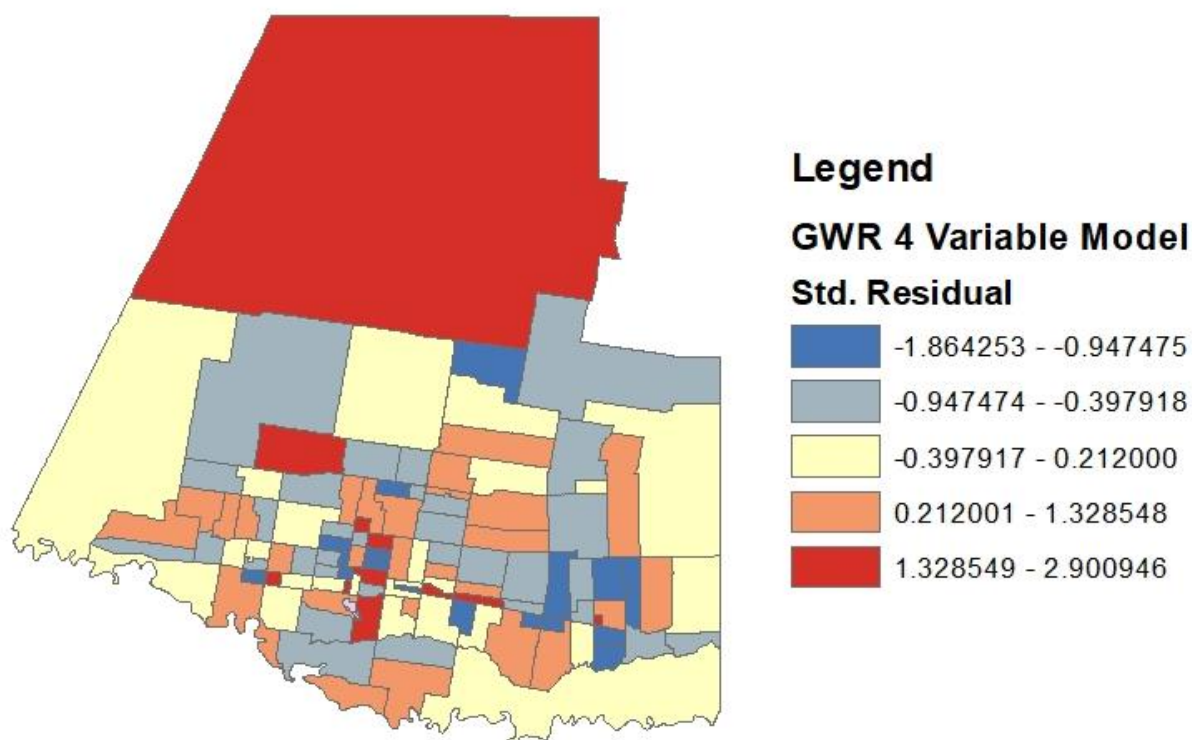 Legend
GWR 4 Variable Model
Std. Residual
-1.864253 - -0.947475
-0.947474 - -0.397918
-0.397917 - 0.212000
0.212001 - 1.328548
1.328549 - 2.900946